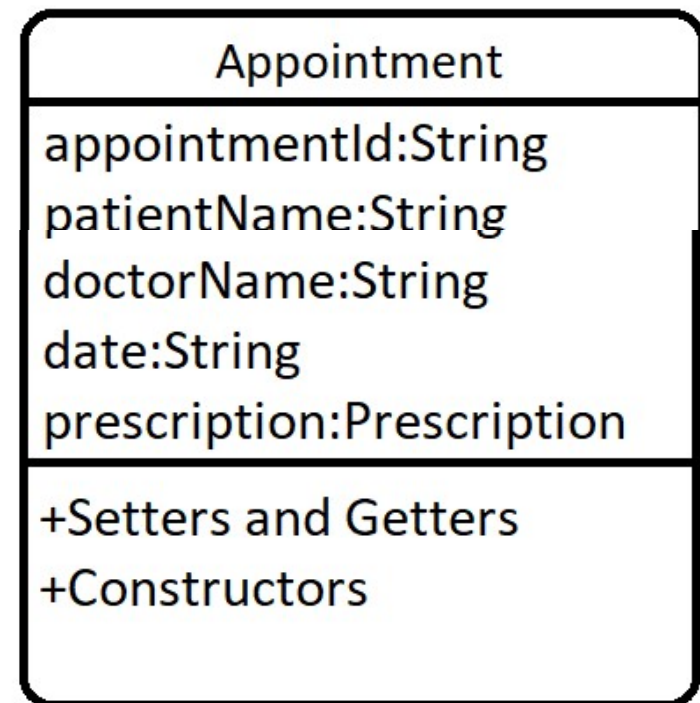 Appointment
appointmentId:String
patientName:String
doctorName:String
date:String
prescription:Prescription
+Setters and Getters
+Constructors